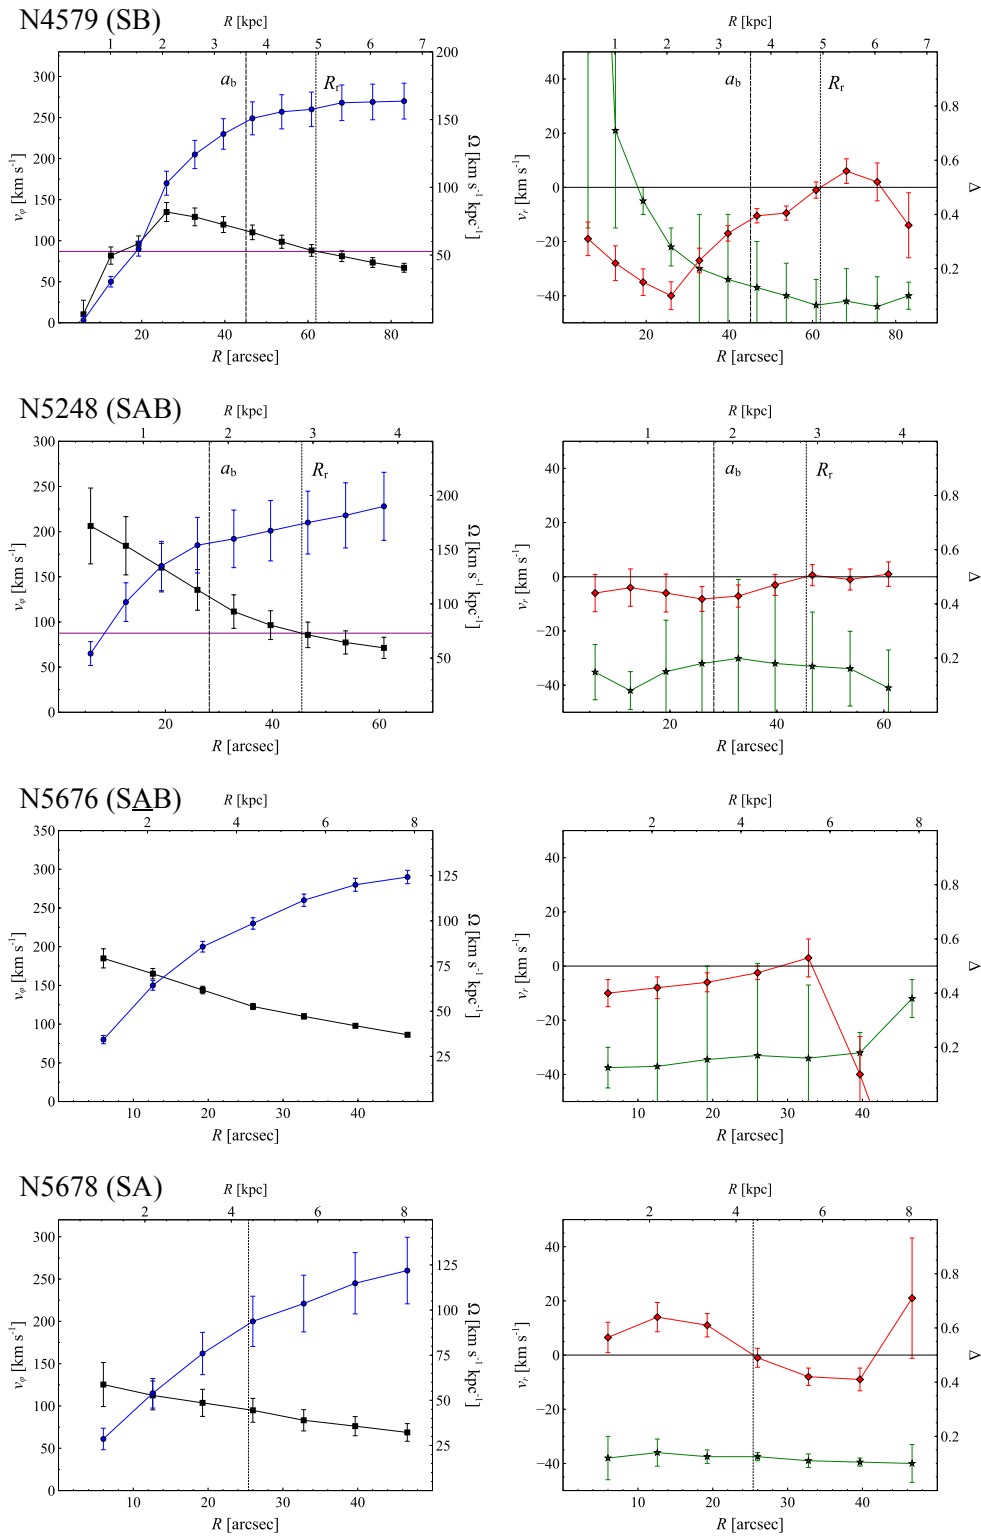 N4579 (SB)
R [kpc]
1 2 3 4 5 6 7
300 250 200 150 100 50 0
v_φ [km s⁻¹]
a_b R_r
200 150 100 50
Ω [km s⁻¹ kpc⁻¹]
0 20 40 60 80
R [arcsec]
R [kpc]
1 2 3 4 5 6 7
40 20 0 −20 −40
v_r [km s⁻¹]
a_b R_r
0.8 0.6 0.4 0.2
∇
20 40 60 80
R [arcsec]
N5248 (SAB)
R [kpc]
1 2 3 4
300 250 200 150 100 50 0
v_φ [km s⁻¹]
a_b R_r
200 150 100 50
Ω [km s⁻¹ kpc⁻¹]
20 40 60
R [arcsec]
R [kpc]
1 2 3 4
40 20 0 −20 −40
v_r [km s⁻¹]
a_b R_r
0.8 0.6 0.4 0.2
∇
20 40 60
R [arcsec]
N5676 (SAB)
R [kpc]
2 4 6 8
350 300 250 200 150 100 50 0
v_φ [km s⁻¹]
125 100 75 50 25
Ω [km s⁻¹ kpc⁻¹]
10 20 30 40
R [arcsec]
R [kpc]
2 4 6 8
40 20 0 −20 −40
v_r [km s⁻¹]
0.8 0.6 0.4 0.2
∇
10 20 30 40
R [arcsec]
N5678 (SA)
R [kpc]
2 4 6 8
300 250 200 150 100 50 0
v_φ [km s⁻¹]
125 100 75 50 25
Ω [km s⁻¹ kpc⁻¹]
10 20 30 40
R [arcsec]
R [kpc]
2 4 6 8
40 20 0 −20 −40
v_r [km s⁻¹]
0.8 0.6 0.4 0.2
∇
10 20 30 40
R [arcsec]